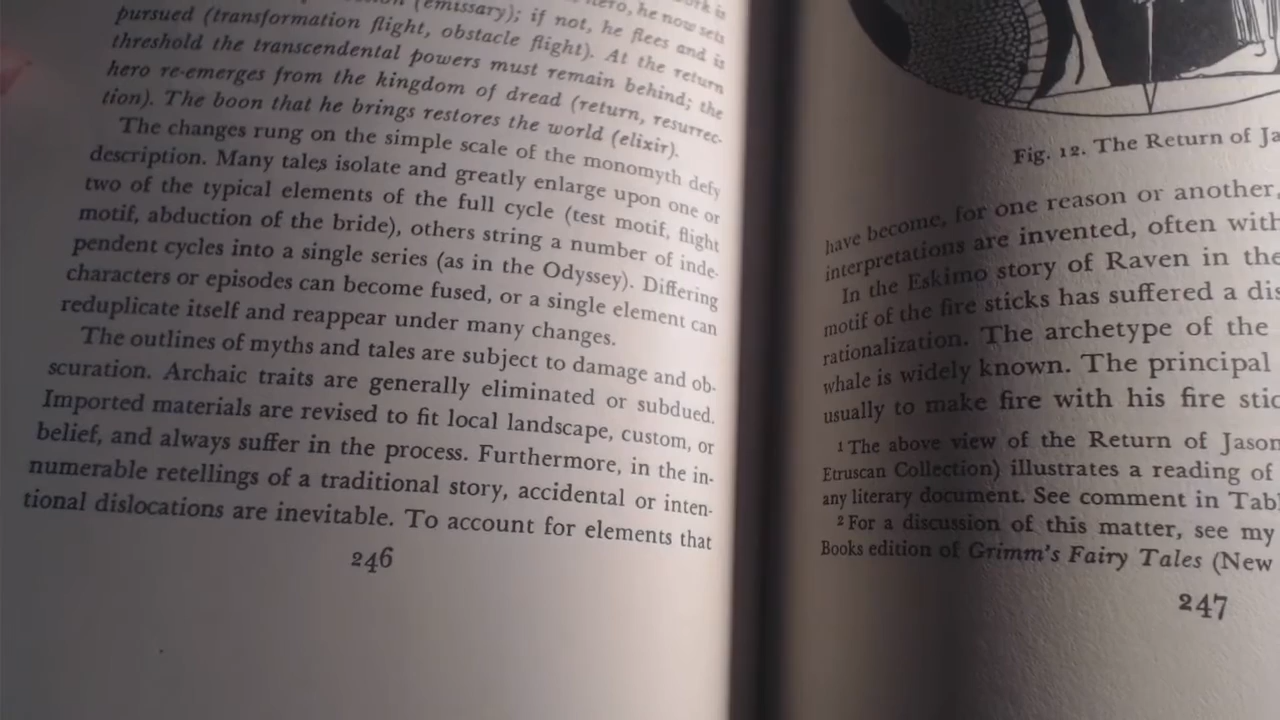 (emissary); if not, he flees and is
pursued (transformation flight, obstacle flight). At the return
threshold the transcendental powers must remain behind; the
hero re-emerges from the kingdom of dread (return, resurrec-
tion). The boon that he brings restores the world (elixir).
The changes rung on the simple scale of the monomyth defy
description. Many tales isolate and greatly enlarge upon one or
two of the typical elements of the full cycle (test motif, flight
motif, abduction of the bride), others string a number of inde-
pendent cycles into a single series (as in the Odyssey). Differing
characters or episodes can become fused, or a single element can
reduplicate itself and reappear under many changes.
The outlines of myths and tales are subject to damage and ob-
scuration. Archaic traits are generally eliminated or subdued.
Imported materials are revised to fit local landscape, custom, or
belief, and always suffer in the process. Furthermore, in the in-
numerable retellings of a traditional story, accidental or inten-
tional dislocations are inevitable. To account for elements that
246
Fig. 12. The Return of Ja
have become, for one reason or another,
interpretations are invented, often with
In the Eskimo story of Raven in the
motif of the fire sticks has suffered a dis
rationalization. The archetype of the
whale is widely known. The principal
usually to make fire with his fire stic
1 The above view of the Return of Jason
Etruscan Collection) illustrates a reading of
any literary document. See comment in Tabl
2 For a discussion of this matter, see my
Books edition of Grimm's Fairy Tales (New
247